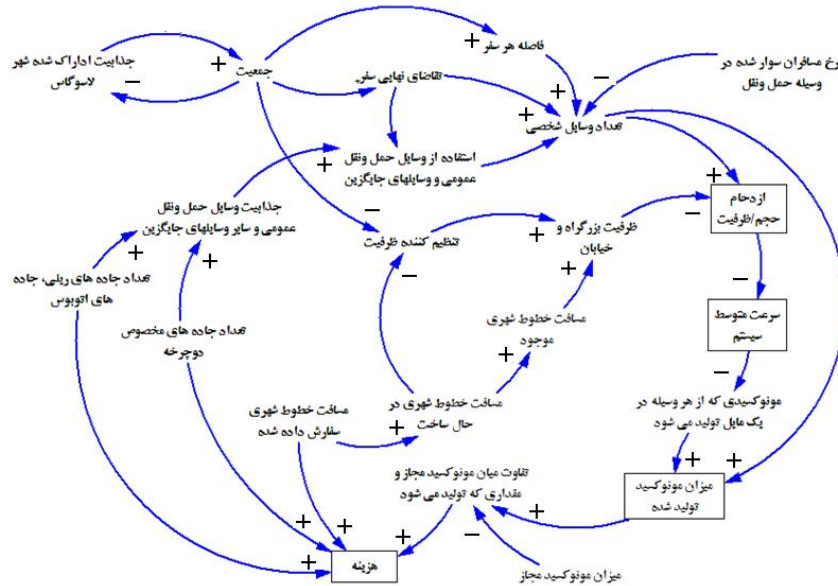 فاصله هر سفر
جذابیت اداراک شده شهر
لاسوگاس
جمعیت
تقاضای نهایی سفر
نرخ مسافران سوار شده در
وسیله حمل ونقل
تعداد وسایل شخصی
استفاده از وسایل حمل ونقل
عمومی و وسایلهای جایگزین
ازدحام
حجم/ظرفیت
جذابیت وسایل حمل ونقل
عمومی و سایر وسایلهای جایگزین
تنظیم کننده ظرفیت
ظرفیت بزرگراه و
خیابان
تعداد جاده های ریلی، جاده
های اتوبوس
مسافت خطوط شهری
موجود
سرعت متوسط
سیستم
تعداد جاده های مخصوص
دوچرخه
مسافت خطوط شهری
سفارش داده شده
مسافت خطوط شهری در
حال ساخت
مونوکسیدی که از هر وسیله در
یک مایل تولید می شود
تفاوت میان مونوکسید مجاز و
مقداری که تولید می شود
میزان مونوکسید
تولید شده
هزینه
میزان مونوکسید مجاز